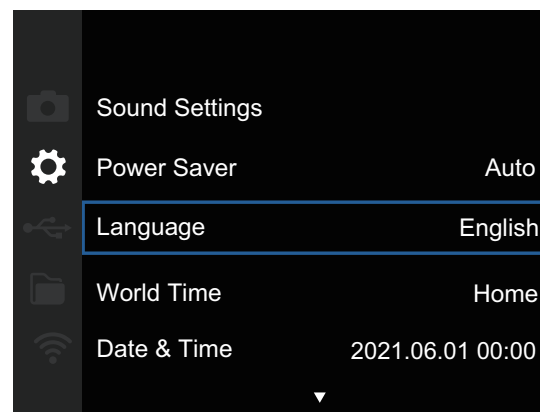 Sound Settings
Power Saver Auto
Language English
World Time Home
Date & Time 2021.06.01 00:00